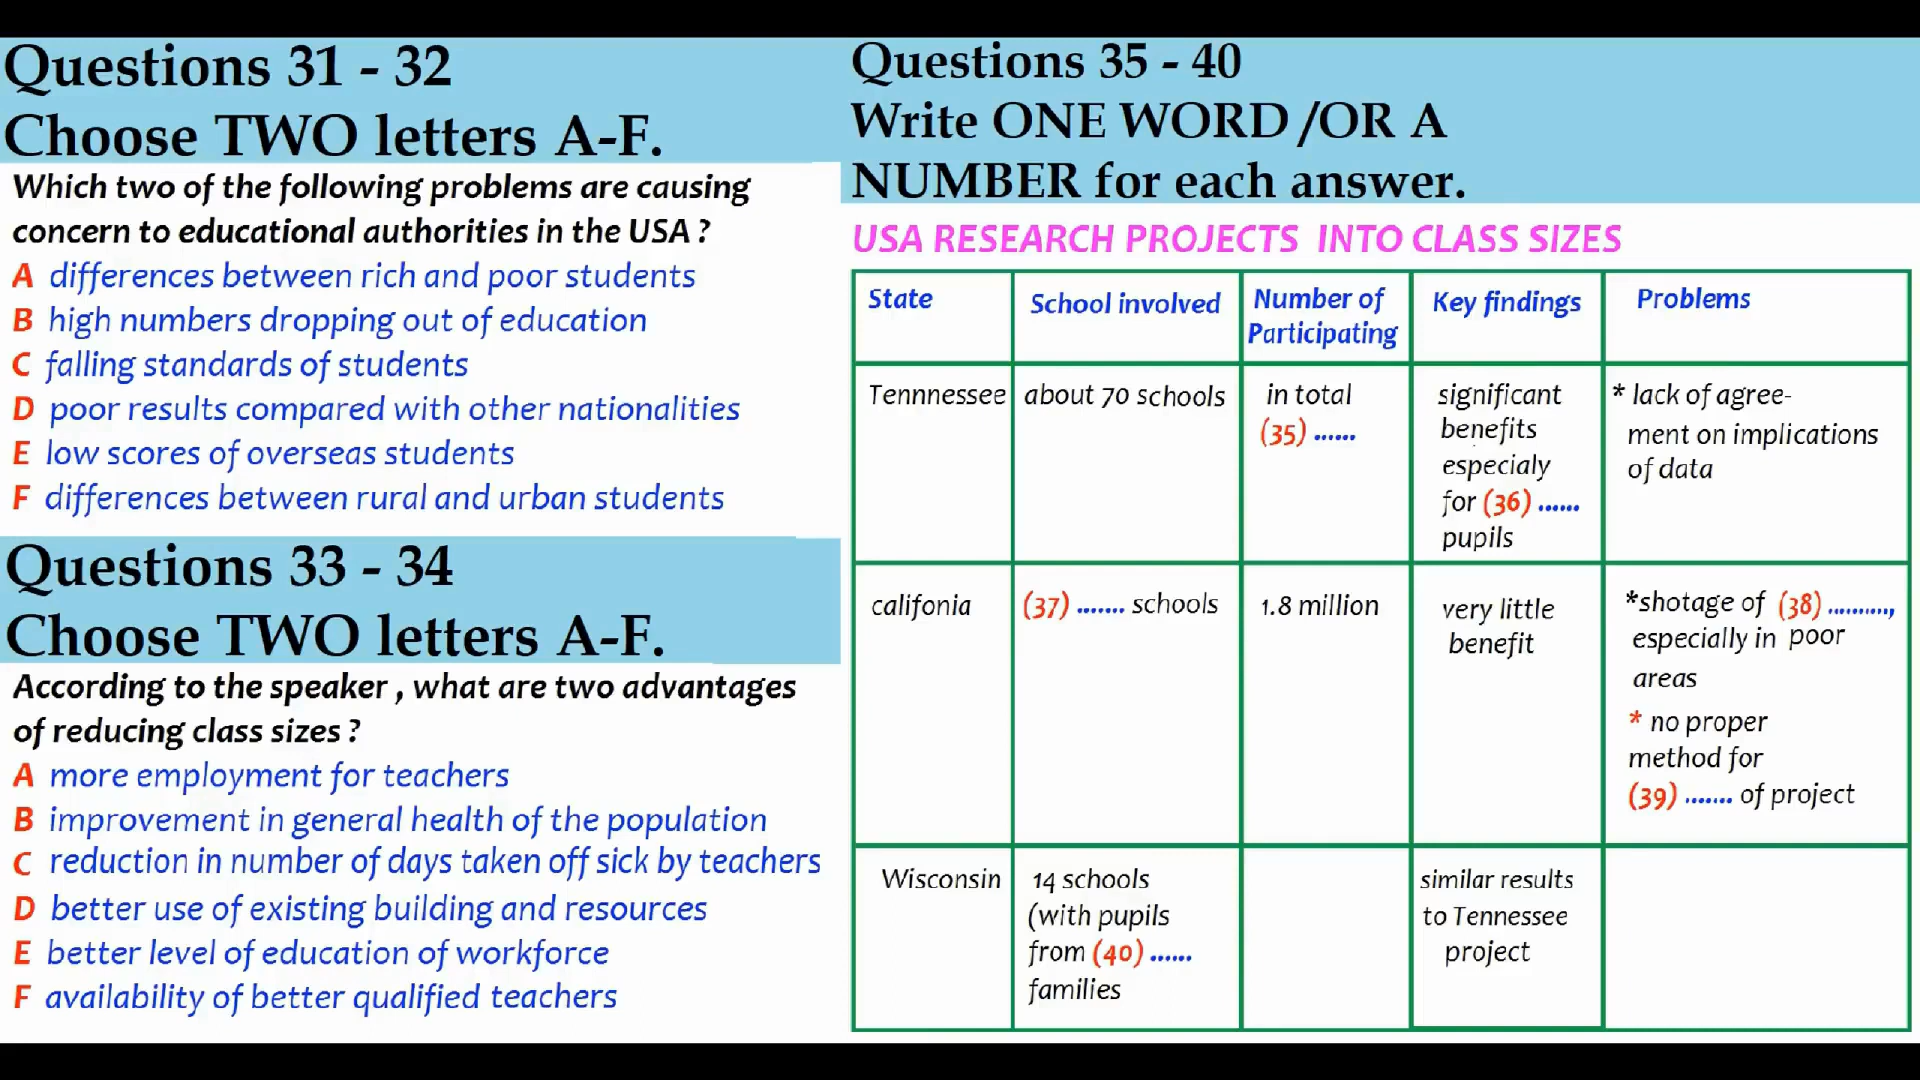 Questions 31 - 32
Choose TWO letters A-F.
Which two of the following problems are causing
concern to educational authorities in the USA ?
A differences between rich and poor students
B high numbers dropping out of education
C falling standards of students
D poor results compared with other nationalities
E low scores of overseas students
F differences between rural and urban students
Questions 33 - 34
Choose TWO letters A-F.
According to the speaker , what are two advantages
of reducing class sizes ?
A more employment for teachers
B improvement in general health of the population
C reduction in number of days taken off sick by teachers
D better use of existing building and resources
E better level of education of workforce
F availability of better qualified teachers
Questions 35 - 40
Write ONE WORD /OR A
NUMBER for each answer.
USA RESEARCH PROJECTS INTO CLASS SIZES
State
School involved
Number of
Participating
Key findings
Problems
Tennnessee
about 70 schools
in total
(35) ......
significant
benefits
especialy
for (36) ......
pupils
* lack of agree-
ment on implications
of data
califonia
(37) ....... schools
1.8 million
very little
benefit
*shotage of (38) ..........,
especially in poor
areas
* no proper
method for
(39) ....... of project
Wisconsin
14 schools
(with pupils
from (40) ......
families
similar results
to Tennessee
project